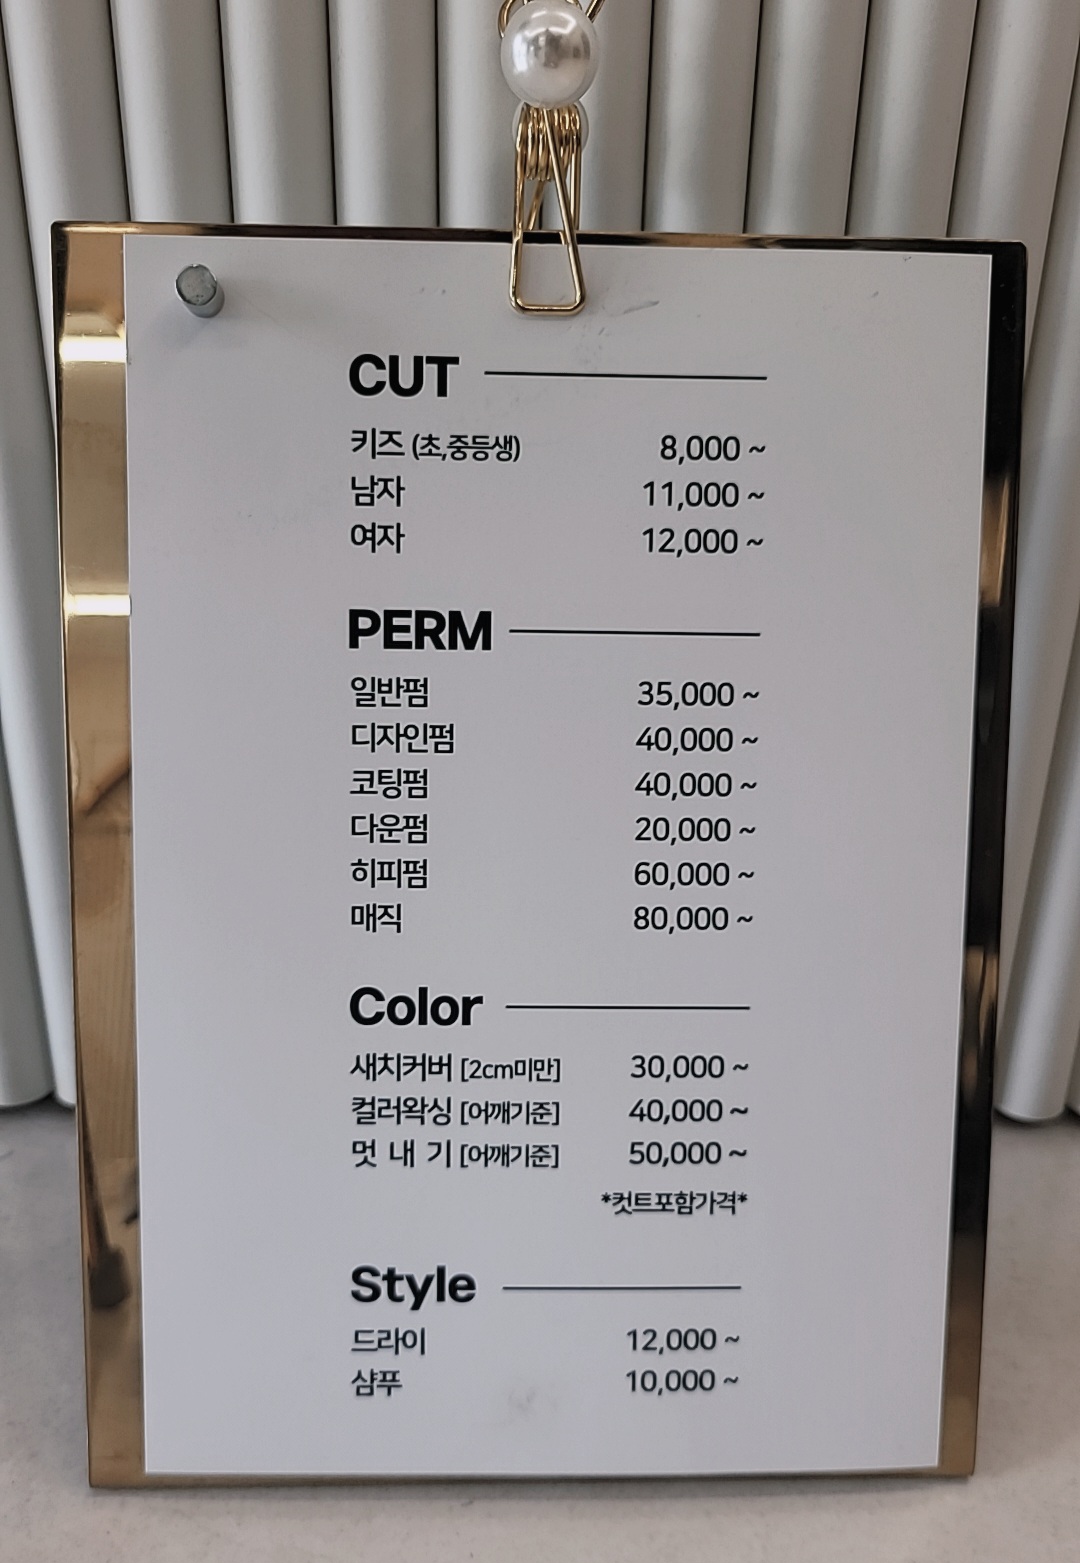 CUT
키즈 (초,중등생) 8,000 ~
남자 11,000 ~
여자 12,000 ~
PERM
일반펌 35,000 ~
디자인펌 40,000 ~
코팅펌 40,000 ~
다운펌 20,000 ~
히피펌 60,000 ~
매직 80,000 ~
Color
새치커버 [2cm미만] 30,000 ~
컬러왁싱 [어깨기준] 40,000 ~
멋 내 기 [어깨기준] 50,000 ~
*컷트포함가격*
Style
드라이 12,000 ~
샴푸 10,000 ~